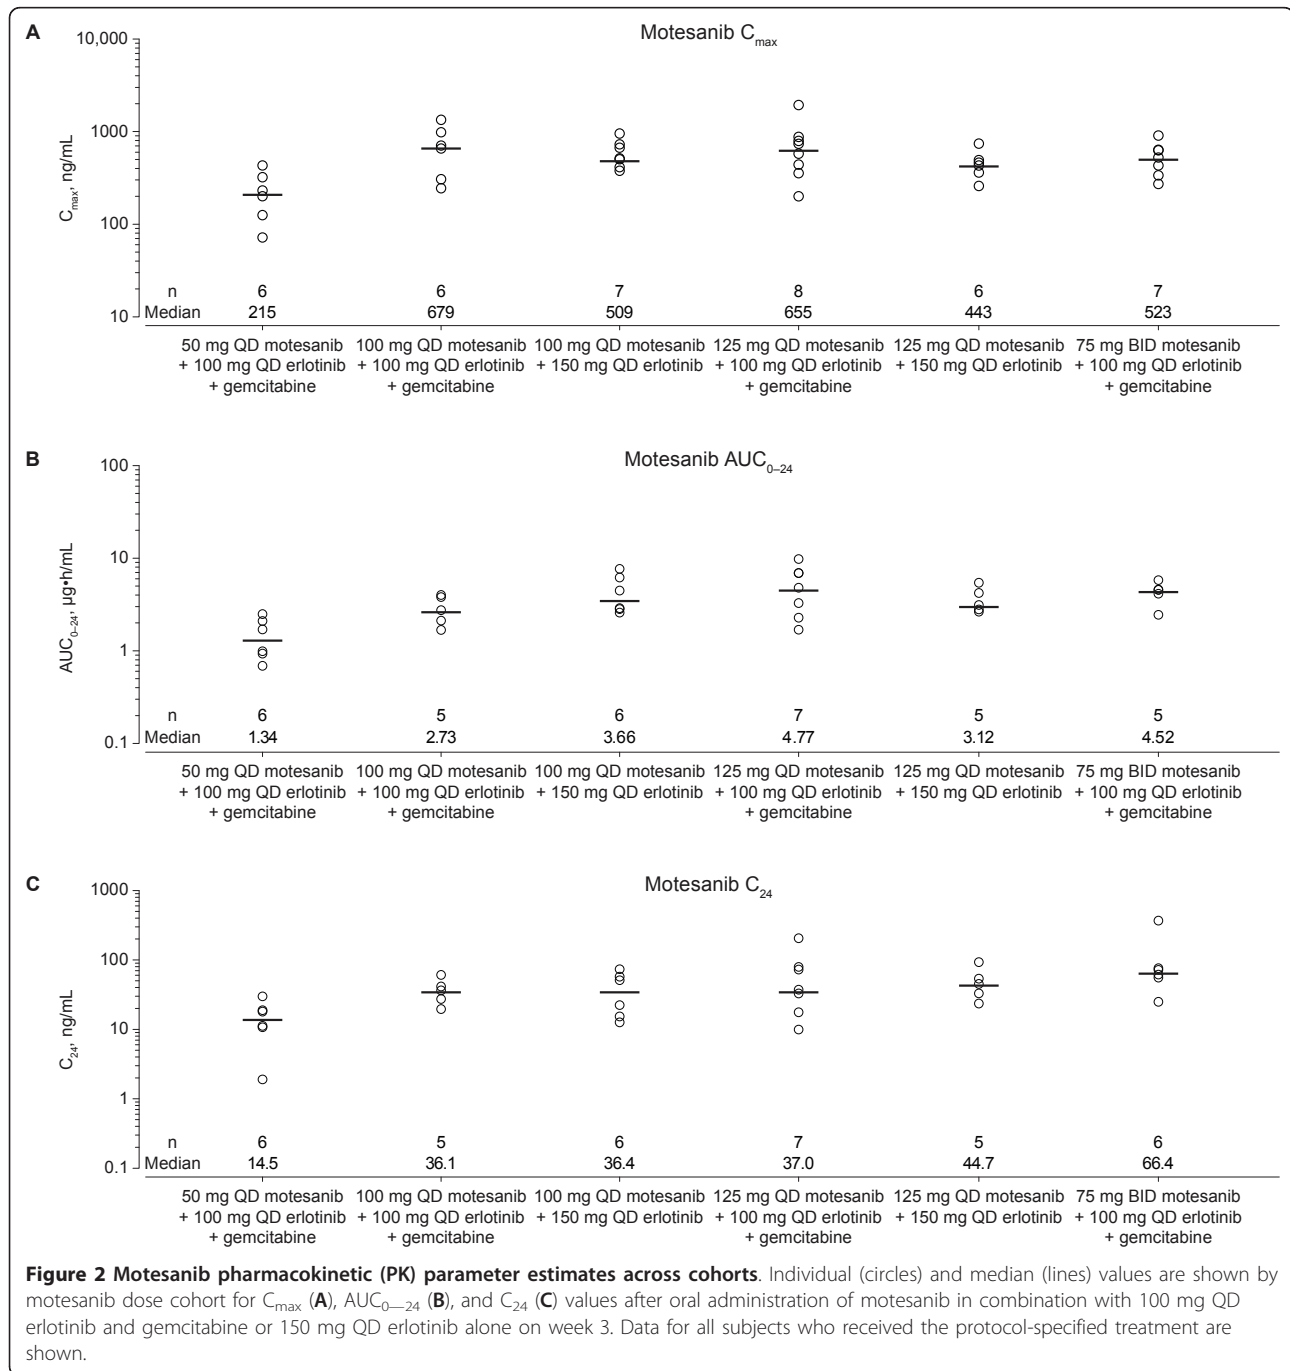 A
Motesanib Cmax
10,000
1000
100
10
Cmax, ng/mL
n 6 6 7 8 6 7
Median 215 679 509 655 443 523
50 mg QD motesanib 100 mg QD motesanib 100 mg QD motesanib 125 mg QD motesanib 125 mg QD motesanib 75 mg BID motesanib
+ 100 mg QD erlotinib + 100 mg QD erlotinib + 150 mg QD erlotinib + 100 mg QD erlotinib + 150 mg QD erlotinib + 100 mg QD erlotinib
+ gemcitabine + gemcitabine + gemcitabine + gemcitabine
B
Motesanib AUC0–24
100
10
1
0.1
AUC0–24, µg•h/mL
n 6 5 6 7 5 5
Median 1.34 2.73 3.66 4.77 3.12 4.52
50 mg QD motesanib 100 mg QD motesanib 100 mg QD motesanib 125 mg QD motesanib 125 mg QD motesanib 75 mg BID motesanib
+ 100 mg QD erlotinib + 100 mg QD erlotinib + 150 mg QD erlotinib + 100 mg QD erlotinib + 150 mg QD erlotinib + 100 mg QD erlotinib
+ gemcitabine + gemcitabine + gemcitabine + gemcitabine
C
Motesanib C24
1000
100
10
1
0.1
C24, ng/mL
n 6 5 6 7 5 6
Median 14.5 36.1 36.4 37.0 44.7 66.4
50 mg QD motesanib 100 mg QD motesanib 100 mg QD motesanib 125 mg QD motesanib 125 mg QD motesanib 75 mg BID motesanib
+ 100 mg QD erlotinib + 100 mg QD erlotinib + 150 mg QD erlotinib + 100 mg QD erlotinib + 150 mg QD erlotinib + 100 mg QD erlotinib
+ gemcitabine + gemcitabine + gemcitabine + gemcitabine
Figure 2 Motesanib pharmacokinetic (PK) parameter estimates across cohorts. Individual (circles) and median (lines) values are shown by
motesanib dose cohort for Cmax (A), AUC0—24 (B), and C24 (C) values after oral administration of motesanib in combination with 100 mg QD
erlotinib and gemcitabine or 150 mg QD erlotinib alone on week 3. Data for all subjects who received the protocol-specified treatment are
shown.